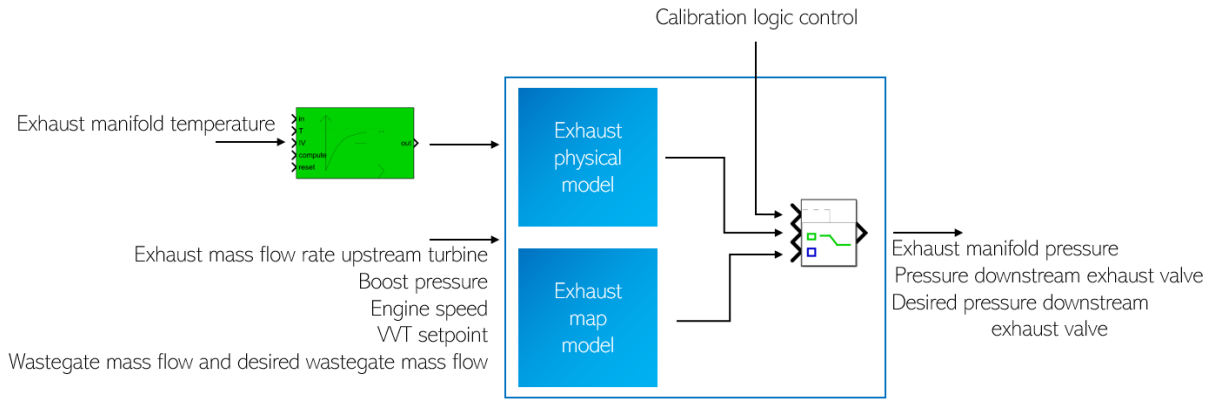 Calibration logic control
Exhaust manifold temperature
in
T
IV
compute
reset
out
Exhaust
physical
model
Exhaust mass flow rate upstream turbine
Boost pressure
Engine speed
VVT setpoint
Wastegate mass flow and desired wastegate mass flow
Exhaust
map
model
Exhaust manifold pressure
Pressure downstream exhaust valve
Desired pressure downstream
exhaust valve